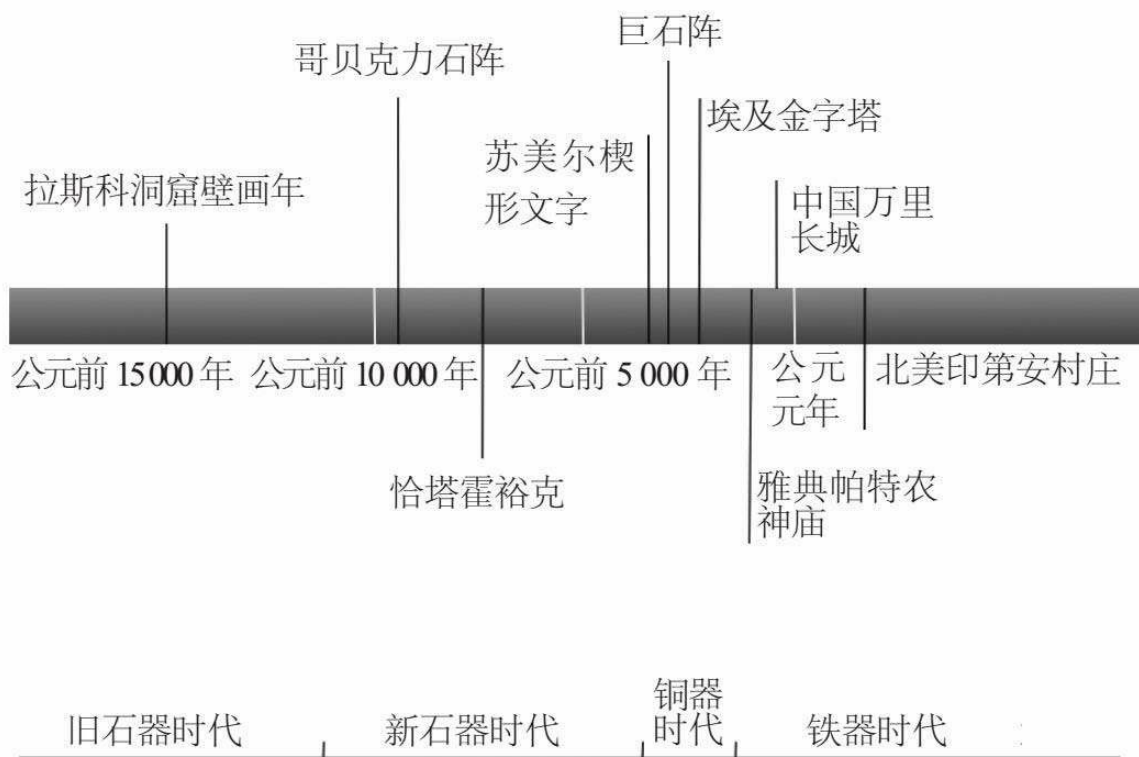 巨石阵
哥贝克力石阵
埃及金字塔
苏美尔楔
形文字
拉斯科洞窟壁画年
中国万里
长城
公元前 15 000 年
公元前 10 000 年
公元前 5 000 年
公元
元年
北美印第安村庄
恰塔霍裕克
雅典帕特农
神庙
旧石器时代
新石器时代
铜器
时代
铁器时代